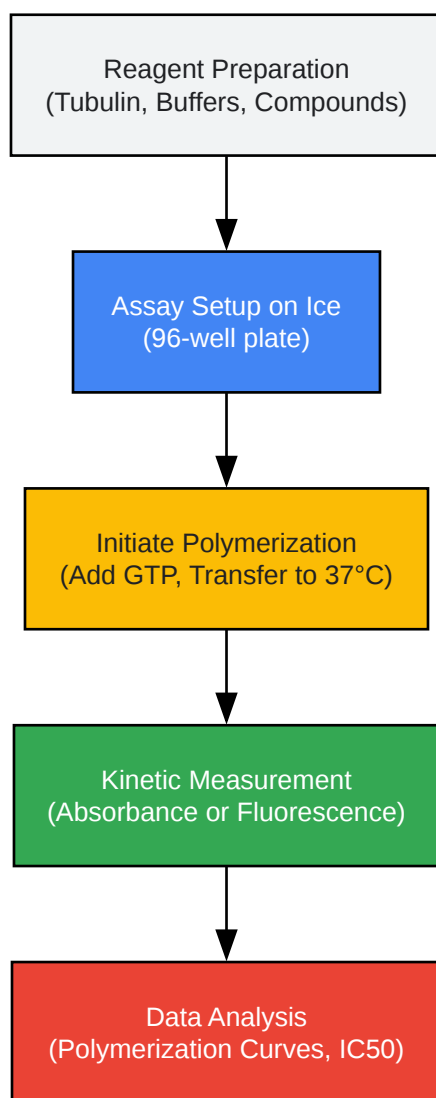 Reagent Preparation
(Tubulin, Buffers, Compounds)
Assay Setup on Ice
(96-well plate)
Initiate Polymerization
(Add GTP, Transfer to 37°C)
Kinetic Measurement
(Absorbance or Fluorescence)
Data Analysis
(Polymerization Curves, IC50)